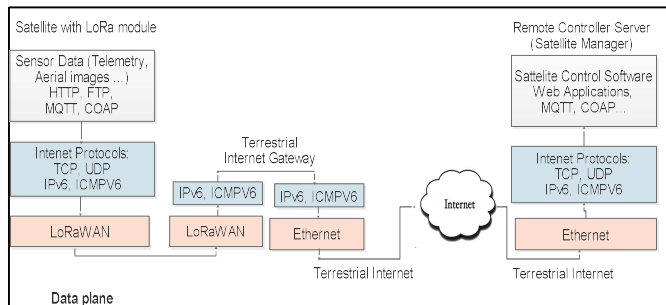 Satellite with LoRa module
Sensor Data (Telemetry,
Aerial images ...)
HTTP, FTP,
MQTT, COAP
Intenet Protocols:
TCP, UDP
IPv6, ICMPV6
LoRaWAN
Terrestrial
Internet Gateway
IPv6, ICMPV6
LoRaWAN
IPv6, ICMPV6
Ethernet
Terrestrial Internet
Internet
Remote Controller Server
(Satellite Manager)
Sattelite Control Software
Web Applications,
MQTT, COAP...
Internet Protocols:
TCP, UDP
IPv6, ICMPV6
Ethernet
Terrestrial Internet
Data plane